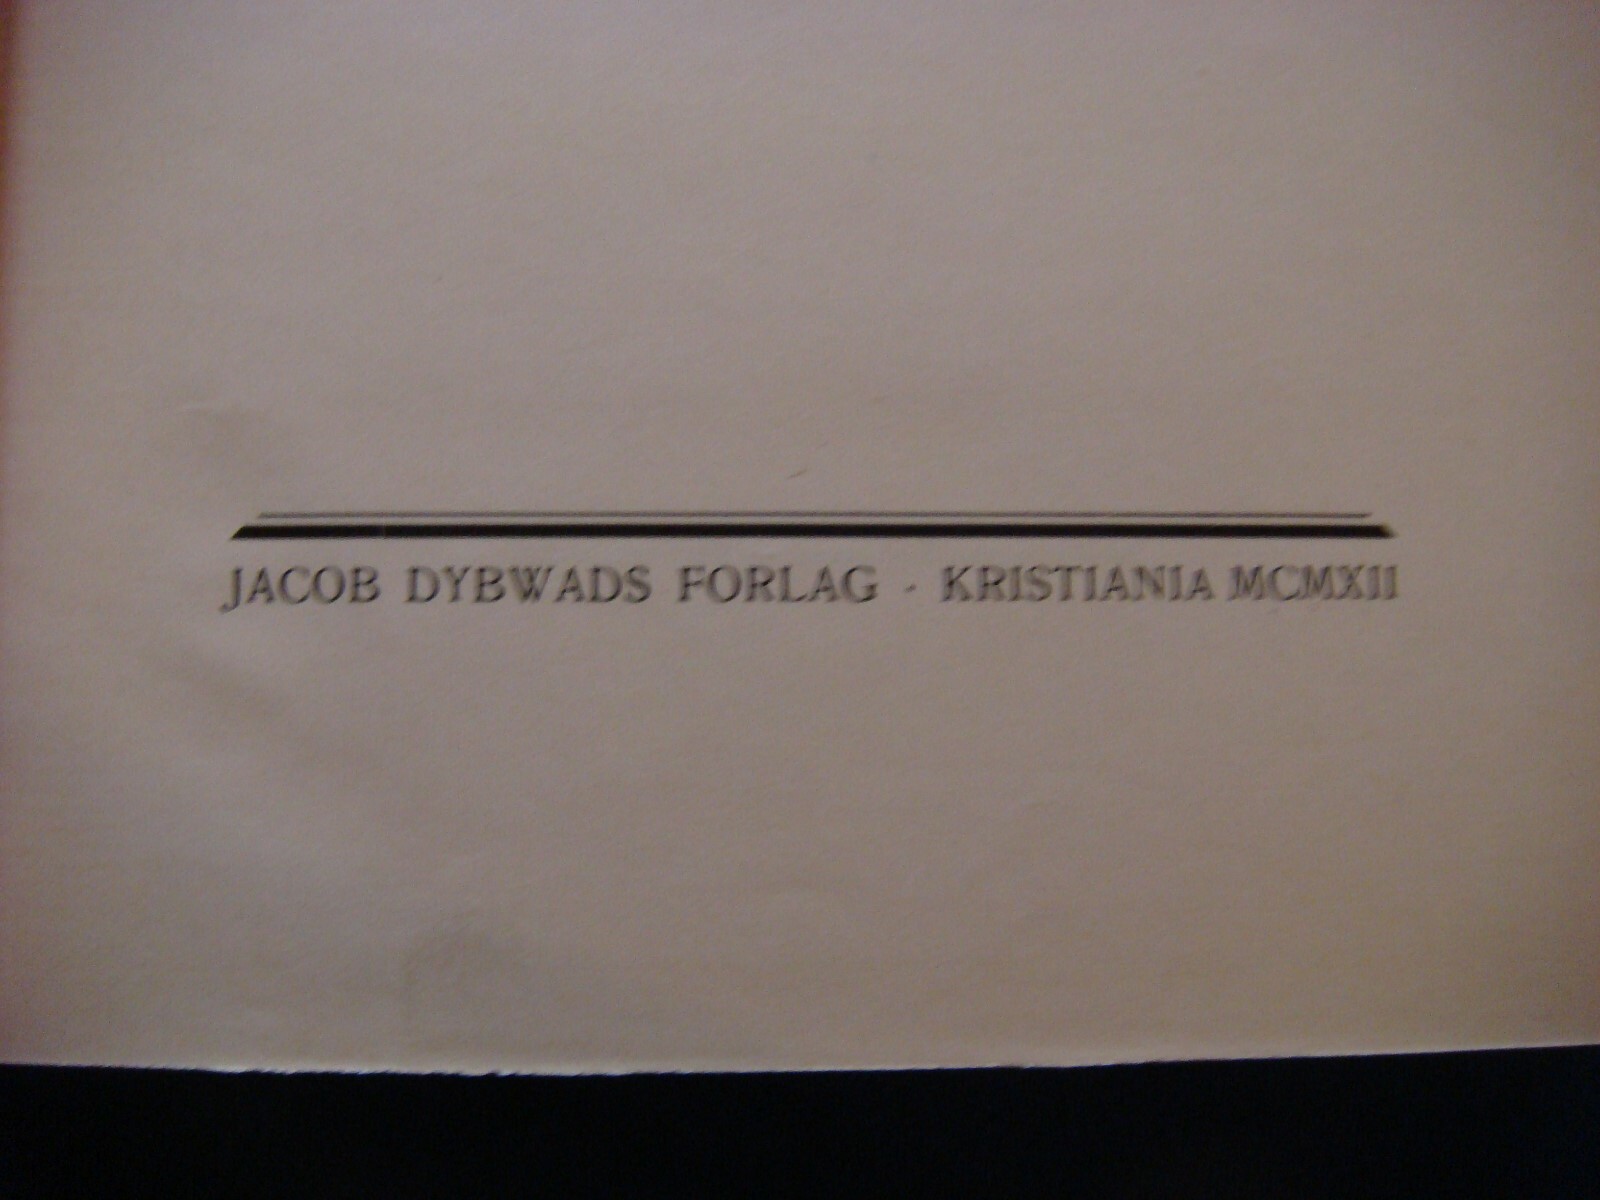 JACOB DYBWADS FORLAG · KRISTIANIA MCMXII